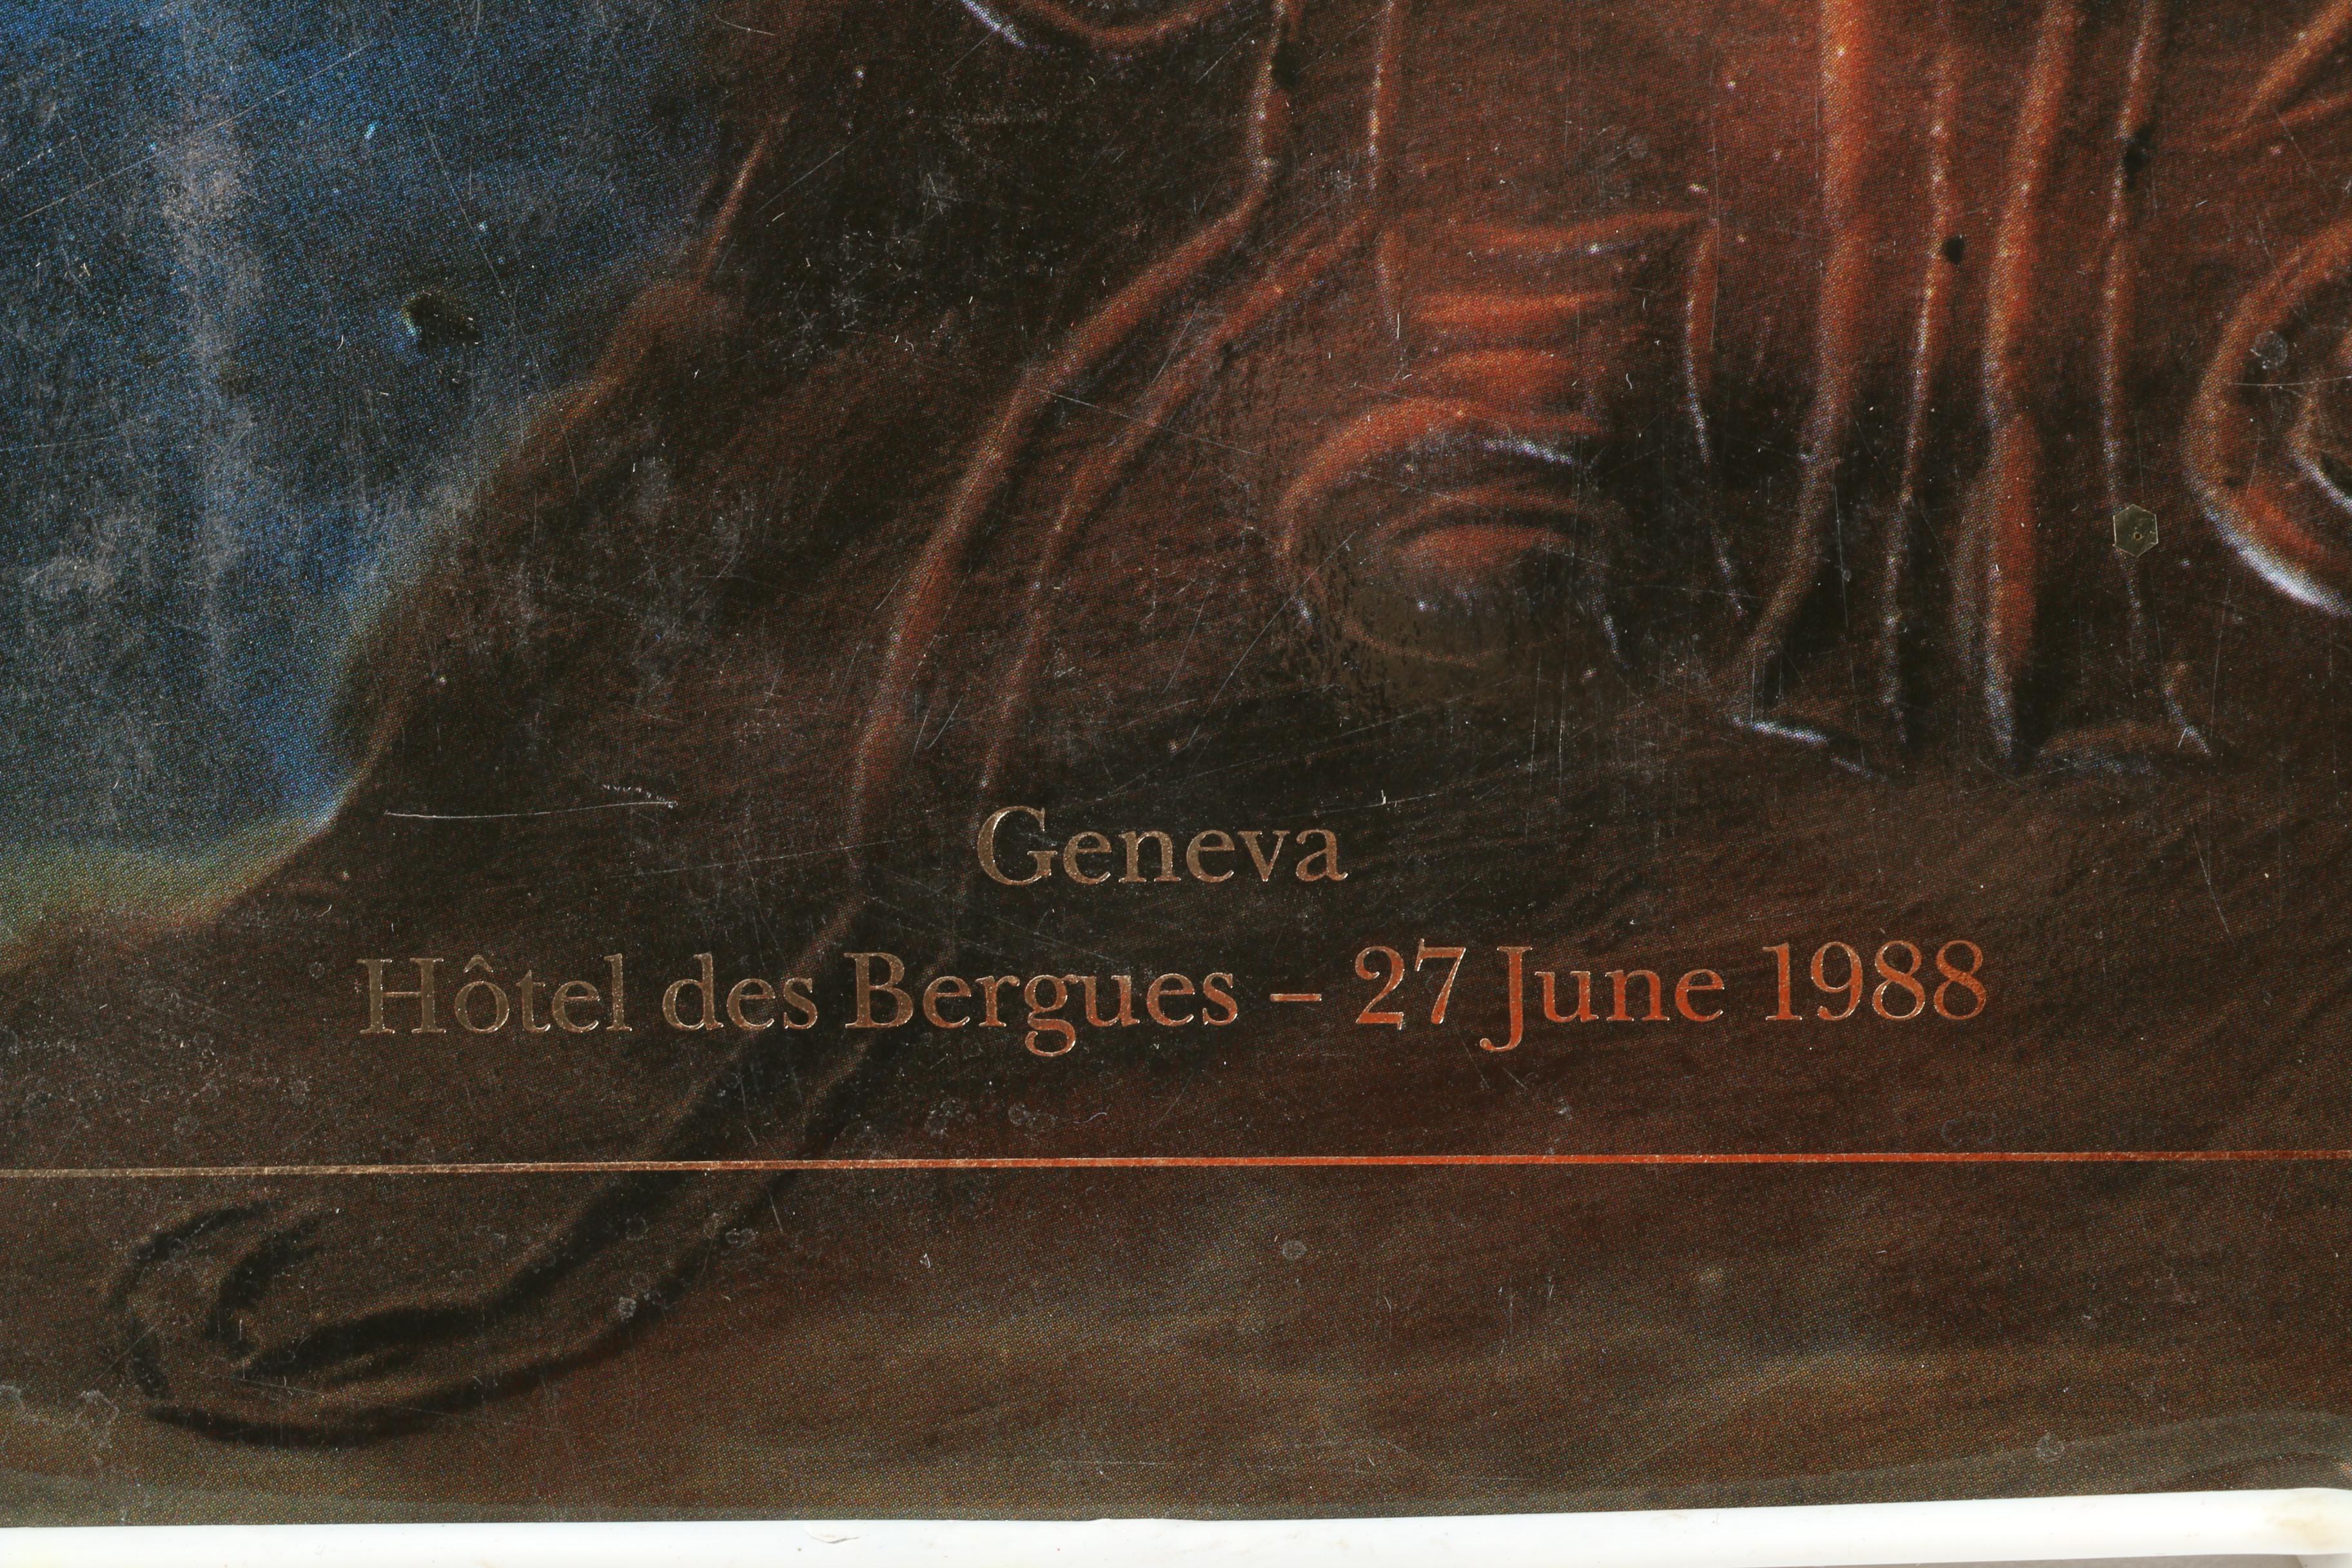 Geneva
Hôtel des Bergues – 27 June 1988